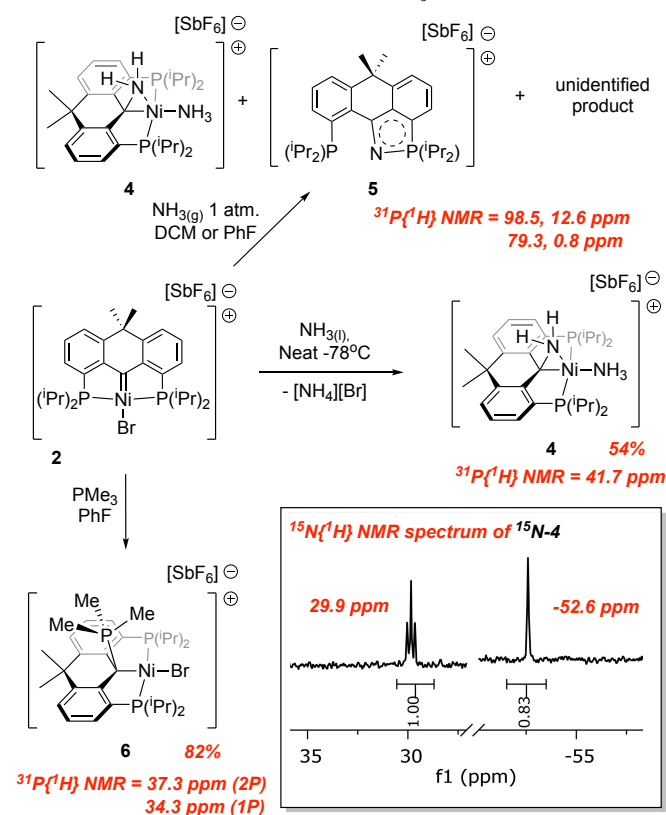 [SbF6]⊖
⊕
H
H
N
P(iPr)2
Ni-NH3
P(iPr)2
4
+
[SbF6]⊖
⊕
(iPr2)P
N
P(iPr2)
5
+
unidentified
product
NH3(g) 1 atm.
DCM or PhF
31P{1H} NMR = 98.5, 12.6 ppm
79.3, 0.8 ppm
[SbF6]⊖
⊕
(iPr)2P
Ni
P(iPr)2
Br
2
NH3(l),
Neat -78oC
- [NH4][Br]
[SbF6]⊖
⊕
H
H
N
P(iPr)2
Ni-NH3
P(iPr)2
4 54%
31P{1H} NMR = 41.7 ppm
PMe3
PhF
[SbF6]⊖
⊕
Me
Me
Me
P
P(iPr)2
Ni-Br
P(iPr)2
6 82%
31P{1H} NMR = 37.3 ppm (2P)
34.3 ppm (1P)
15N{1H} NMR spectrum of 15N-4
29.9 ppm
-52.6 ppm
1.00
0.83
35 30 -55
f1 (ppm)